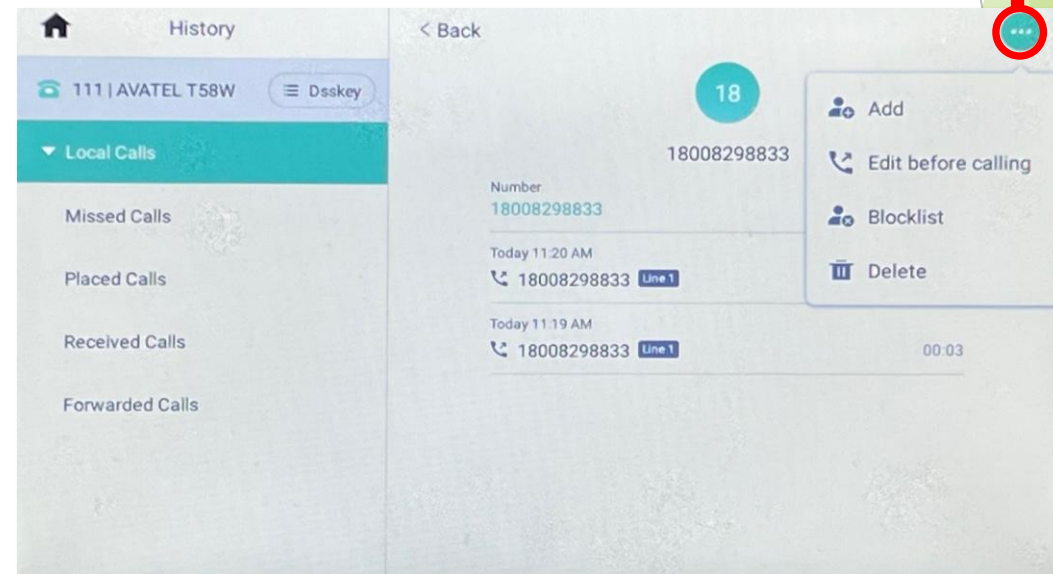 History
< Back
111 | AVATEL T58W
Dsskey
Local Calls
Missed Calls
Placed Calls
Received Calls
Forwarded Calls
18
18008298833
Number
18008298833
Today 11:20 AM
18008298833 Line 1
Today 11:19 AM
18008298833 Line 1 00:03
Add
Edit before calling
Blocklist
Delete